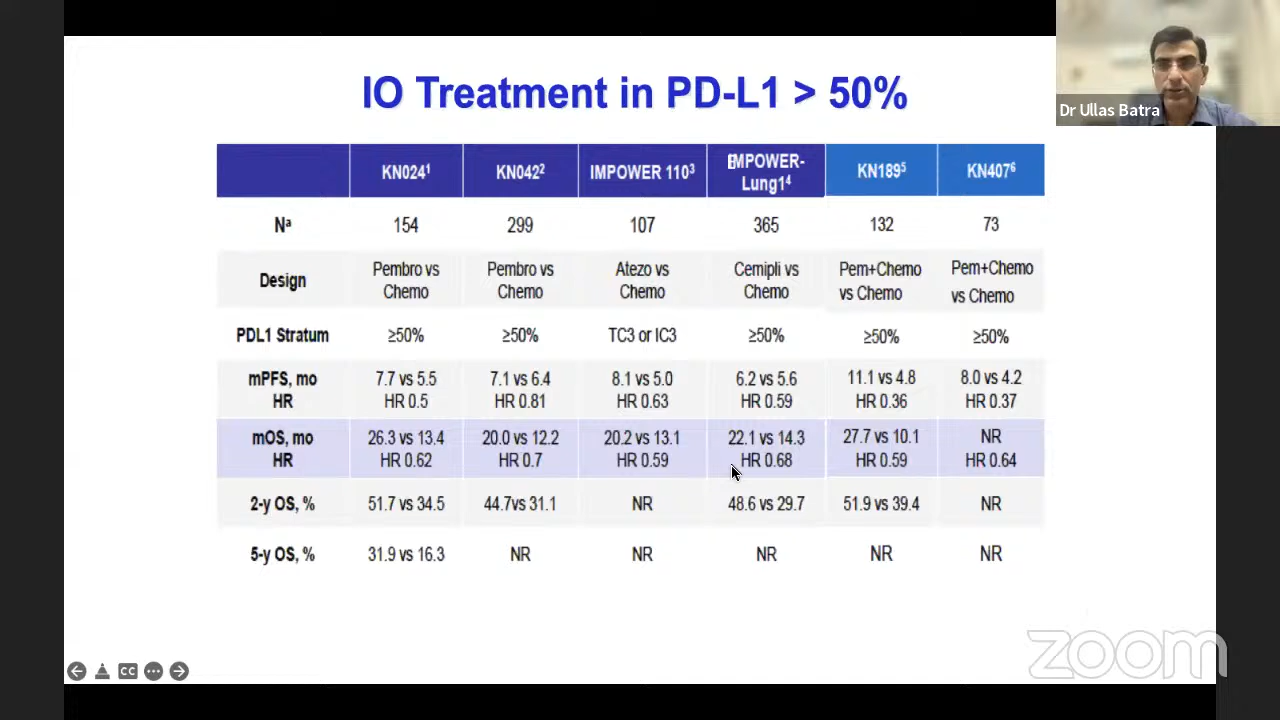 IO Treatment in PD-L1 > 50%
Dr Ullas Batra
KN024¹ KN042² IMPOWER 110³ EMPOWER-Lung1⁴ KN189⁵ KN407⁶
Nᵃ 154 299 107 365 132 73
Design Pembro vs Chemo Pembro vs Chemo Atezo vs Chemo Cemipli vs Chemo Pem+Chemo vs Chemo Pem+Chemo vs Chemo
PDL1 Stratum ≥50% ≥50% TC3 or IC3 ≥50% ≥50% ≥50%
mPFS, mo 7.7 vs 5.5 7.1 vs 6.4 8.1 vs 5.0 6.2 vs 5.6 11.1 vs 4.8 8.0 vs 4.2
HR HR 0.5 HR 0.81 HR 0.63 HR 0.59 HR 0.36 HR 0.37
mOS, mo 26.3 vs 13.4 20.0 vs 12.2 20.2 vs 13.1 22.1 vs 14.3 27.7 vs 10.1 NR
HR HR 0.62 HR 0.7 HR 0.59 HR 0.68 HR 0.59 HR 0.64
2-y OS, % 51.7 vs 34.5 44.7vs 31.1 NR 48.6 vs 29.7 51.9 vs 39.4 NR
5-y OS, % 31.9 vs 16.3 NR NR NR NR NR
CC
zoom